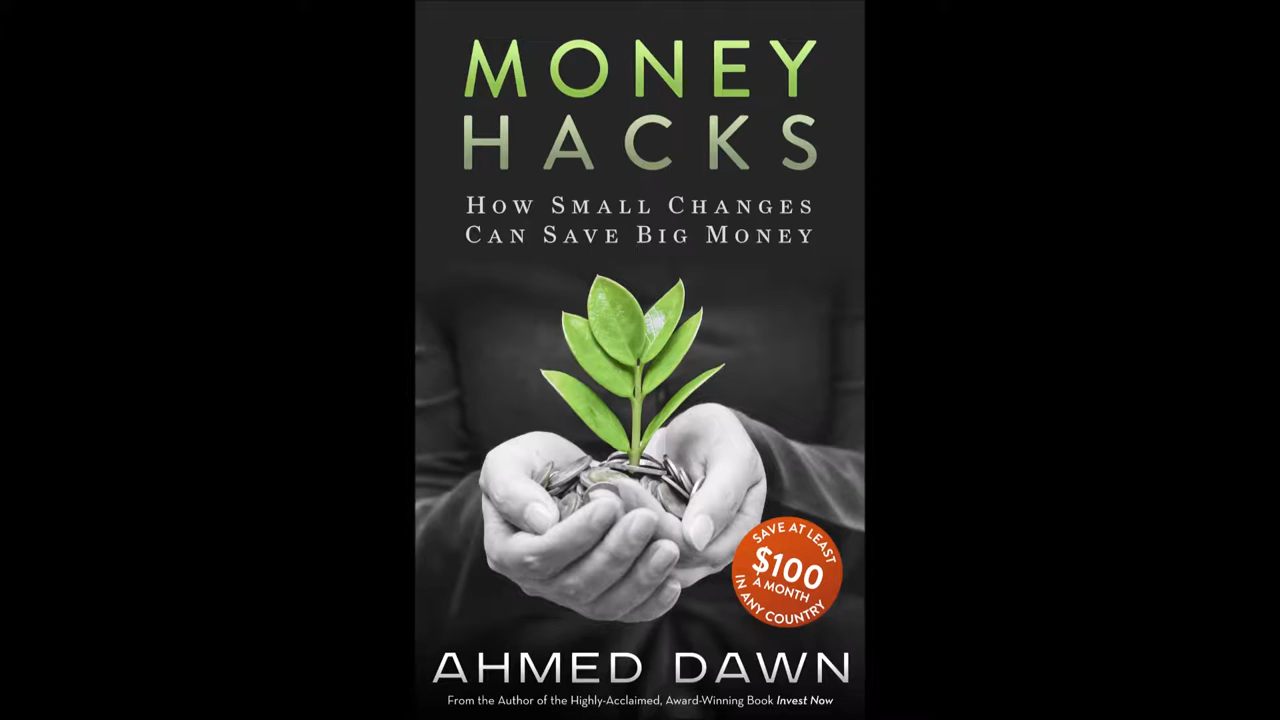 MONEY
HACKS
How Small Changes
Can Save Big Money
SAVE AT LEAST
$100
A MONTH
IN ANY COUNTRY
AHMED DAWN
From the Author of the Highly-Acclaimed, Award-Winning Book Invest Now